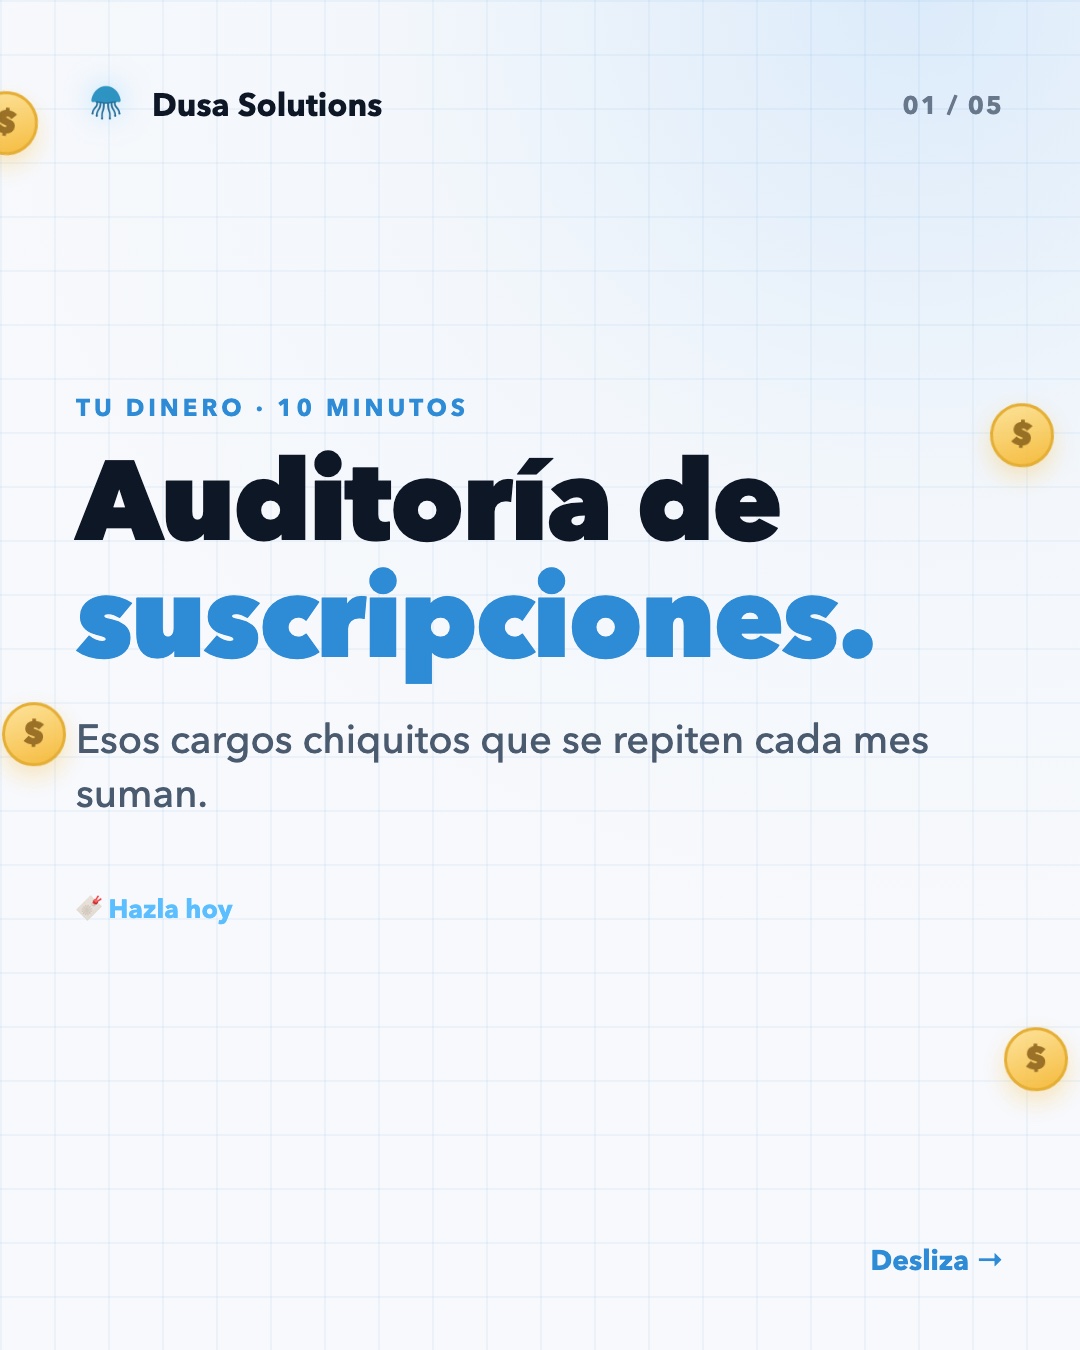 Dusa Solutions
01 / 05
TU DINERO · 10 MINUTOS
Auditoría de
suscripciones.
Esos cargos chiquitos que se repiten cada mes
suman.
Hazla hoy
Desliza →
$
$
$
$